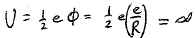 U = ½ e Φ = ½ e(e/R) = ∞